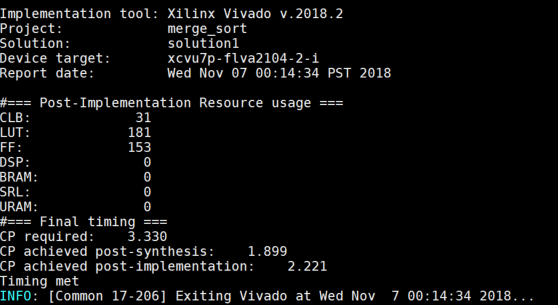 Implementation tool: Xilinx Vivado v.2018.2
Project: merge_sort
Solution: solution1
Device target: xcvu7p-flva2104-2-i
Report date: Wed Nov 07 00:14:34 PST 2018
#=== Post-Implementation Resource usage ===
CLB: 31
LUT: 181
FF: 153
DSP: 0
BRAM: 0
SRL: 0
URAM: 0
#=== Final timing ===
CP required: 3.330
CP achieved post-synthesis: 1.899
CP achieved post-implementation: 2.221
Timing met
INFO: [Common 17-206] Exiting Vivado at Wed Nov 7 00:14:34 2018...